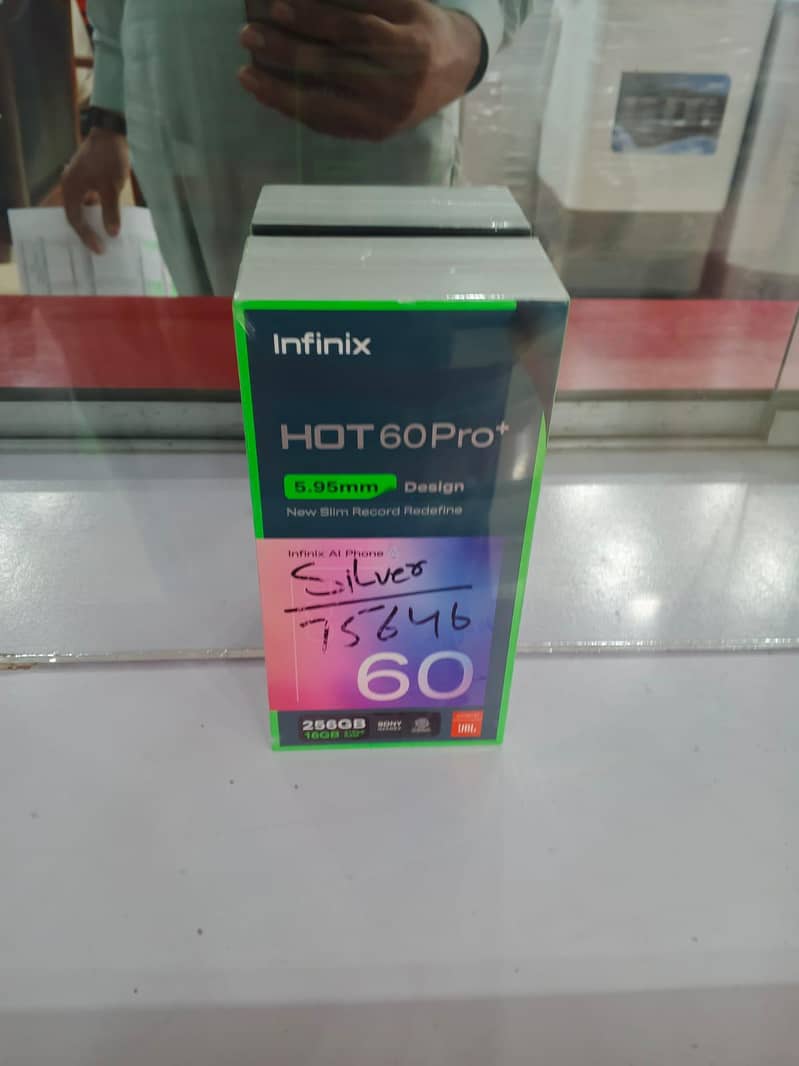 Infinix
HOT 60 Pro+
5.95mm Design
New Slim Record Redefine
Infinix AI Phone
Silver
75646
60
256GB
16GB
SONY
JBL